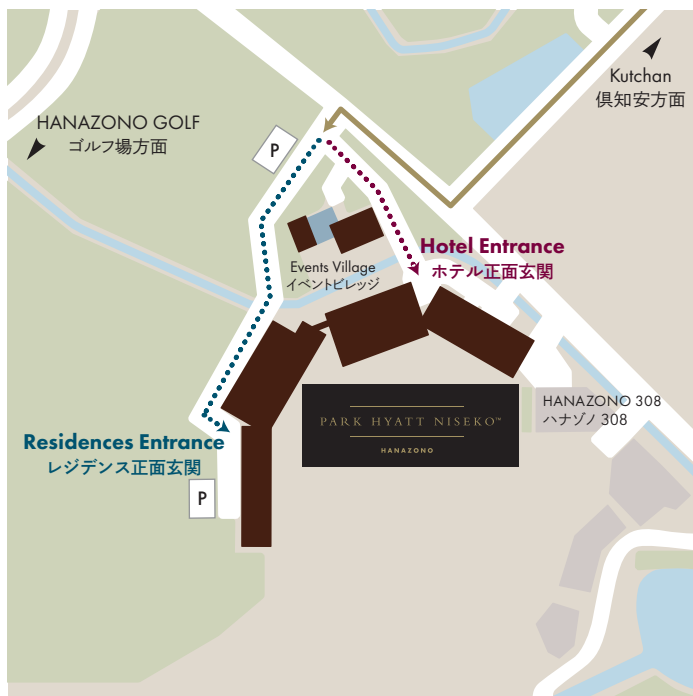 Kutchan
倶知安方面
HANAZONO GOLF
ゴルフ場方面
P
Hotel Entrance
ホテル正面玄関
Events Village
イベントビレッジ
HANAZONO 308
ハナゾノ 308
PARK HYATT NISEKO™
HANAZONO
Residences Entrance
レジデンス正面玄関
P